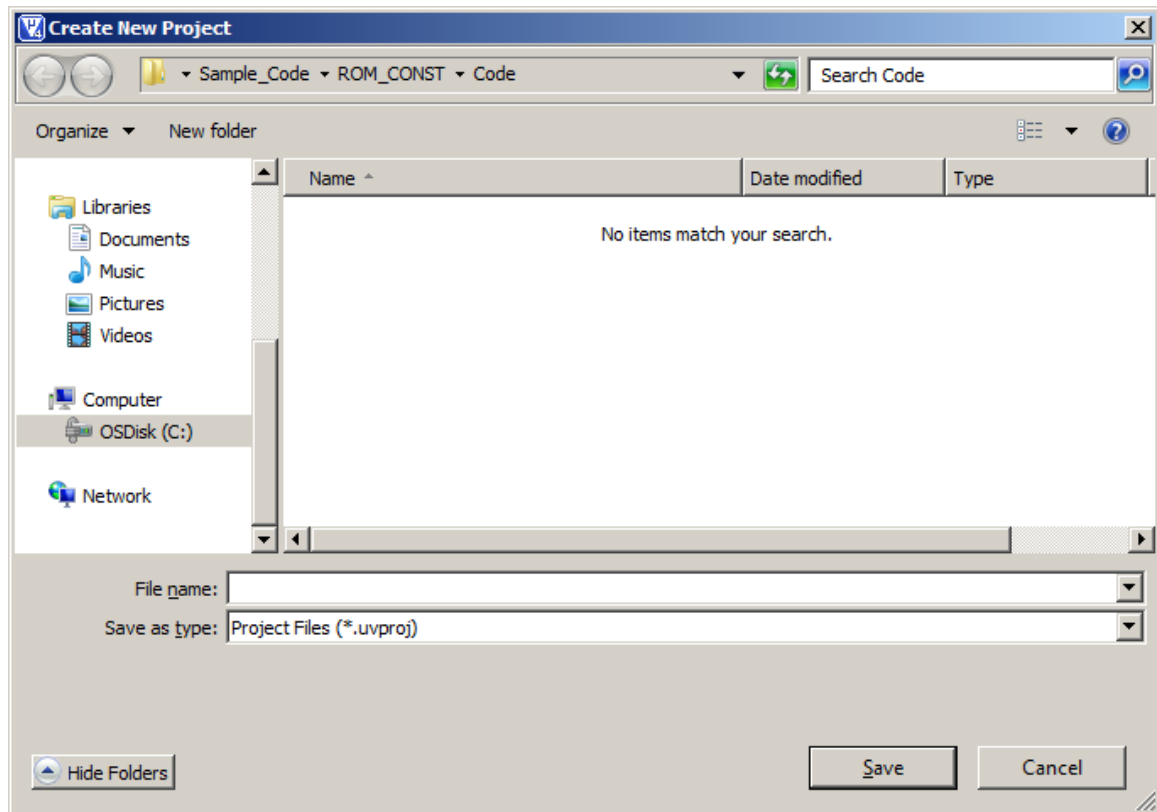 Create New Project
Sample_Code ROM_CONST Code
Search Code
Organize New folder
Name Date modified Type
No items match your search.
Libraries
Documents
Music
Pictures
Videos
Computer
OSDisk (C:)
Network
File name:
Save as type: Project Files (*.uvproj)
Hide Folders
Save Cancel